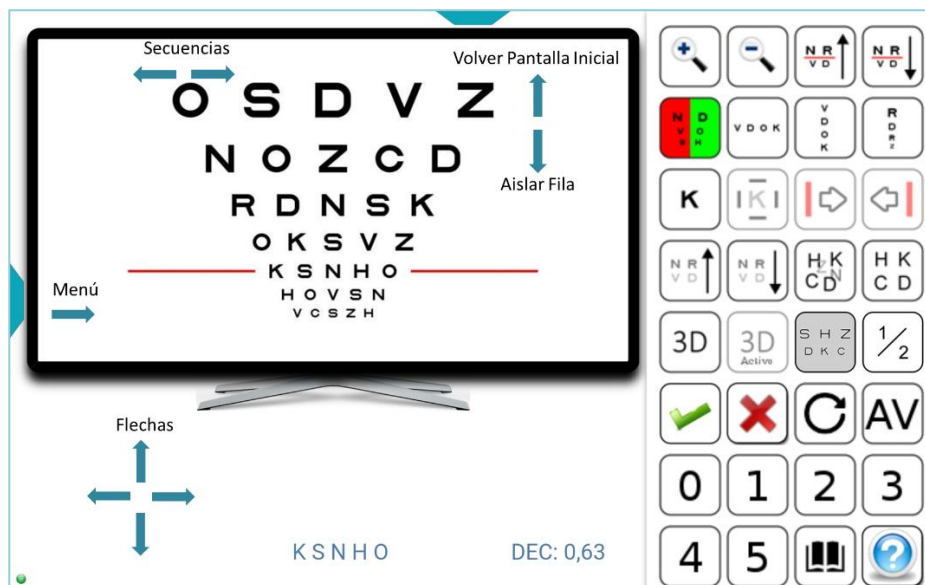 Secuencias
Volver Pantalla Inicial
O S D V Z
N O Z C D
Aislar Fila
R D N S K
O K S V Z
K S N H O
Menú
H O V S N
V C S Z H
Flechas
K S N H O
DEC: 0,63
N R
V D
N R
V D
N D
V O
S H
V D O K
V
D
O
K
R
D
R
Z
K
K
N R
V D
N R
V D
H K
Z N
C D
H K
C D
3D
3D
Active
S H Z
D K C
1/2
AV
0
1
2
3
4
5
?